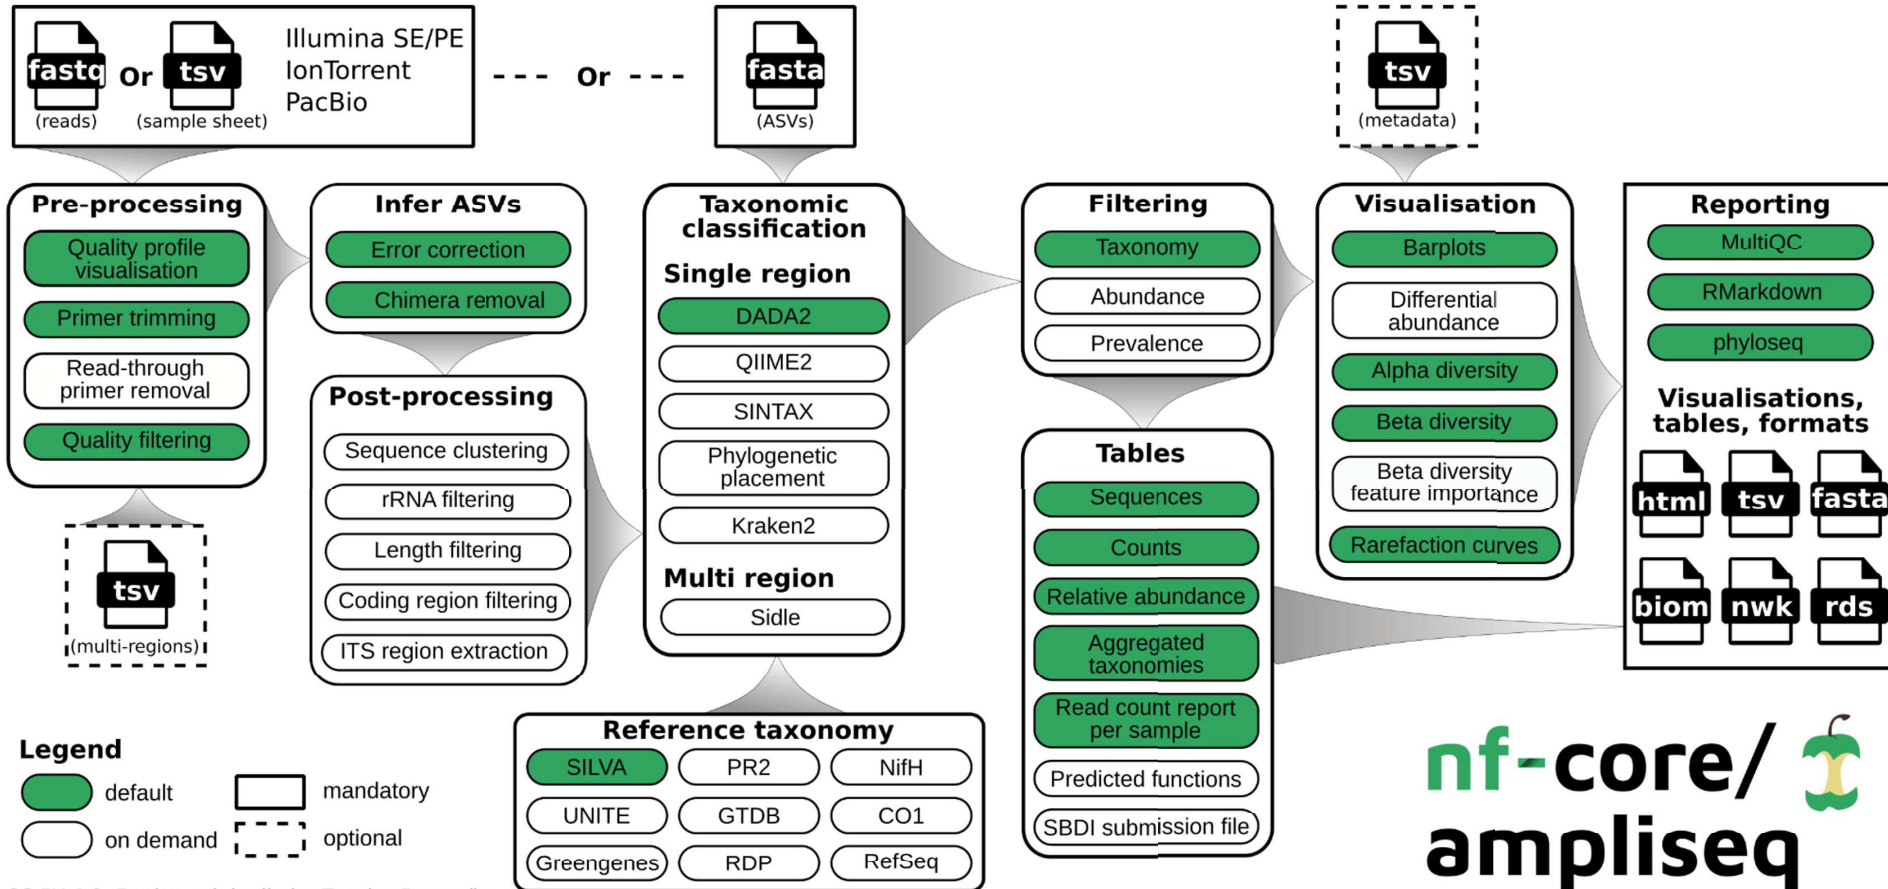 fastq
Or
tsv
Illumina SE/PE
IonTorrent
PacBio
(reads)
(sample sheet)
Or
fasta
(ASVs)
tsv
(metadata)
Pre-processing
Quality profile
visualisation
Primer trimming
Read-through
primer removal
Quality filtering
tsv
(multi-regions)
Infer ASVs
Error correction
Chimera removal
Post-processing
Sequence clustering
rRNA filtering
Length filtering
Coding region filtering
ITS region extraction
Taxonomic
classification
Single region
DADA2
QIIME2
SINTAX
Phylogenetic
placement
Kraken2
Multi region
Sidle
Reference taxonomy
SILVA
PR2
NifH
UNITE
GTDB
CO1
Greengenes
RDP
RefSeq
Filtering
Taxonomy
Abundance
Prevalence
Tables
Sequences
Counts
Relative abundance
Aggregated
taxonomies
Read count report
per sample
Predicted functions
SBDI submission file
Visualisation
Barplots
Differential
abundance
Alpha diversity
Beta diversity
Beta diversity
feature importance
Rarefaction curves
Reporting
MultiQC
RMarkdown
phyloseq
Visualisations,
tables, formats
html
tsv
fasta
biom
nwk
rds
Legend
default
mandatory
on demand
optional
nf-core/
ampliseq